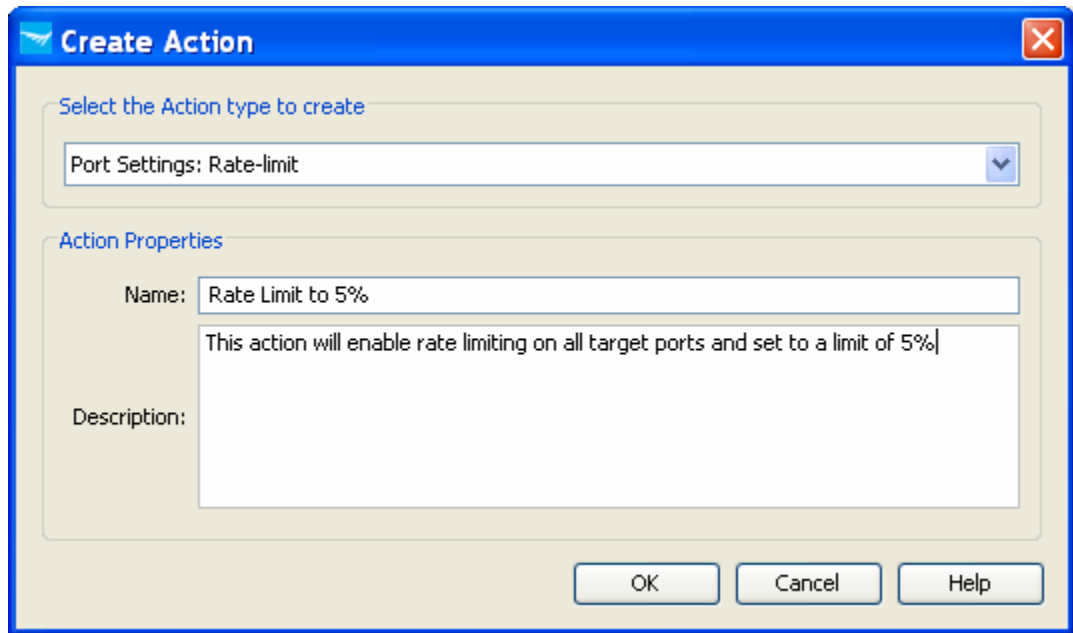 Create Action
Select the Action type to create
Port Settings: Rate-limit
Action Properties
Name: Rate Limit to 5%
This action will enable rate limiting on all target ports and set to a limit of 5%
Description:
OK Cancel Help